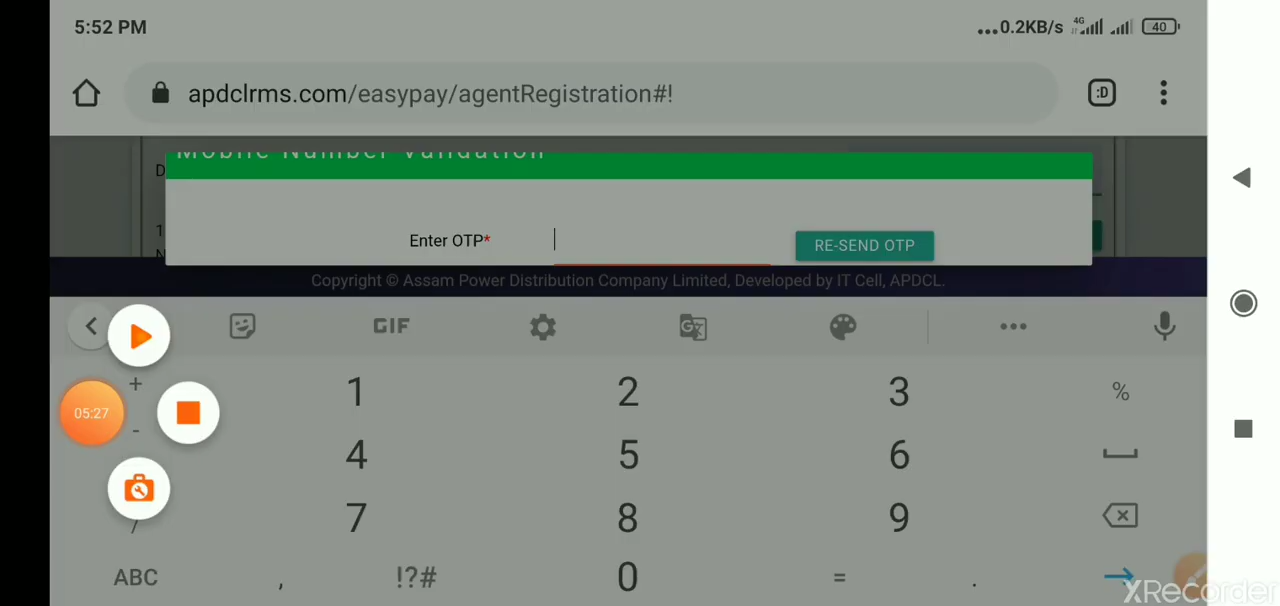 5:52 PM
...0.2KB/s 4G 40
apdclrms.com/easypay/agentRegistration#! :D
Mobile Number Validation
D
Enter OTP* RE-SEND OTP
1
N
Copyright © Assam Power Distribution Company Limited, Developed by IT Cell, APDCL.
GIF
+ 1 2 3 %
05:27
- 4 5 6
/ 7 8 9
ABC , !?# 0 = .
XRecorder